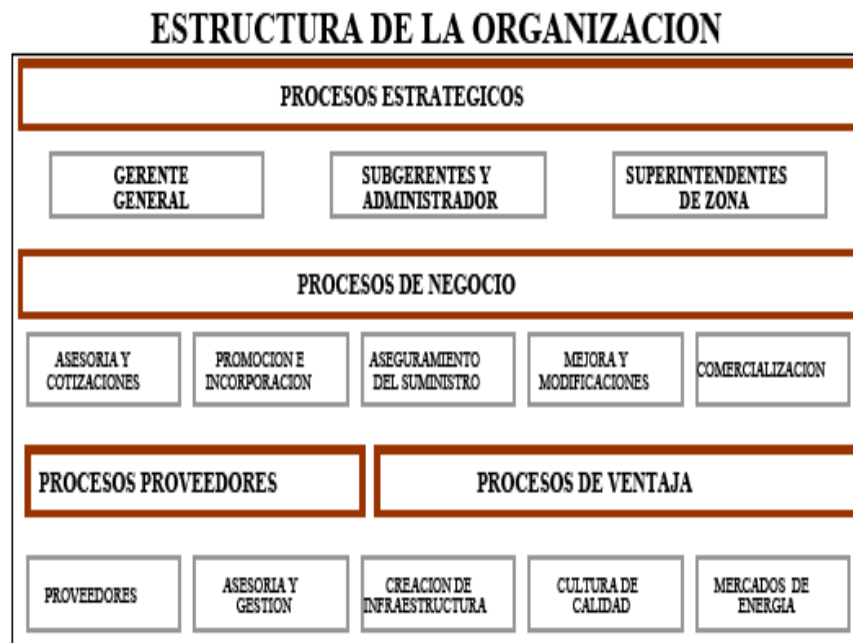 ESTRUCTURA DE LA ORGANIZACION
PROCESOS ESTRATEGICOS
GERENTE
GENERAL
SUBGERENTES Y
ADMINISTRADOR
SUPERINTENDENTES
DE ZONA
PROCESOS DE NEGOCIO
ASESORIA Y
COTIZACIONES
PROMOCION E
INCORPORACION
ASEGURAMIENTO
DEL SUMINISTRO
MEJORA Y
MODIFICACIONES
COMERCIALIZACION
PROCESOS PROVEEDORES
PROCESOS DE VENTAJA
PROVEEDORES
ASESORIA Y
GESTION
CREACION DE
INFRAESTRUCTURA
CULTURA DE
CALIDAD
MERCADOS DE
ENERGIA